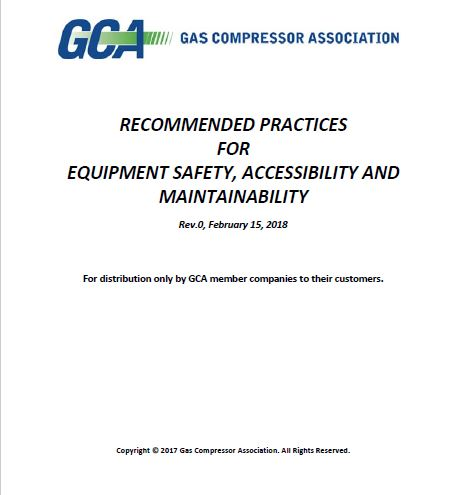 GCA GAS COMPRESSOR ASSOCIATION
RECOMMENDED PRACTICES
FOR
EQUIPMENT SAFETY, ACCESSIBILITY AND
MAINTAINABILITY
Rev.0, February 15, 2018
For distribution only by GCA member companies to their customers.
Copyright © 2017 Gas Compressor Association. All Rights Reserved.